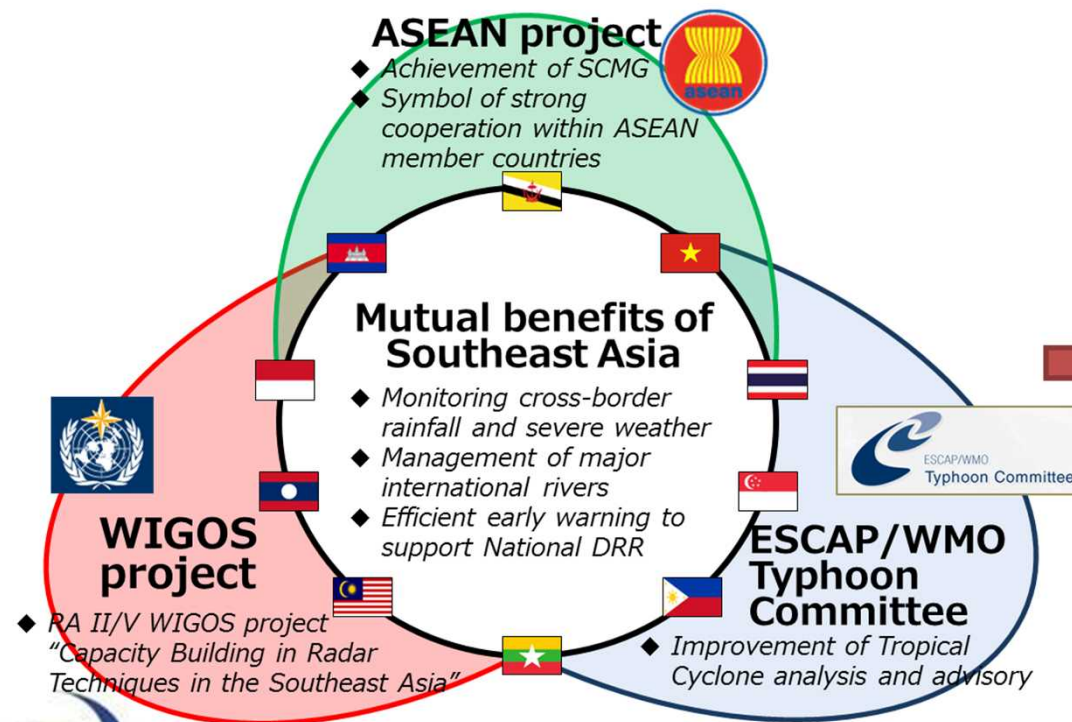 ASEAN project
◆ Achievement of SCMG
◆ Symbol of strong
cooperation within ASEAN
member countries
asean
Mutual benefits of
Southeast Asia
◆ Monitoring cross-border
rainfall and severe weather
◆ Management of major
international rivers
◆ Efficient early warning to
support National DRR
WIGOS
project
◆ RA II/V WIGOS project
“Capacity Building in Radar
Techniques in the Southeast Asia”
ESCAP/WMO
Typhoon Committee
ESCAP/WMO
Typhoon
Committee
◆ Improvement of Tropical
Cyclone analysis and advisory